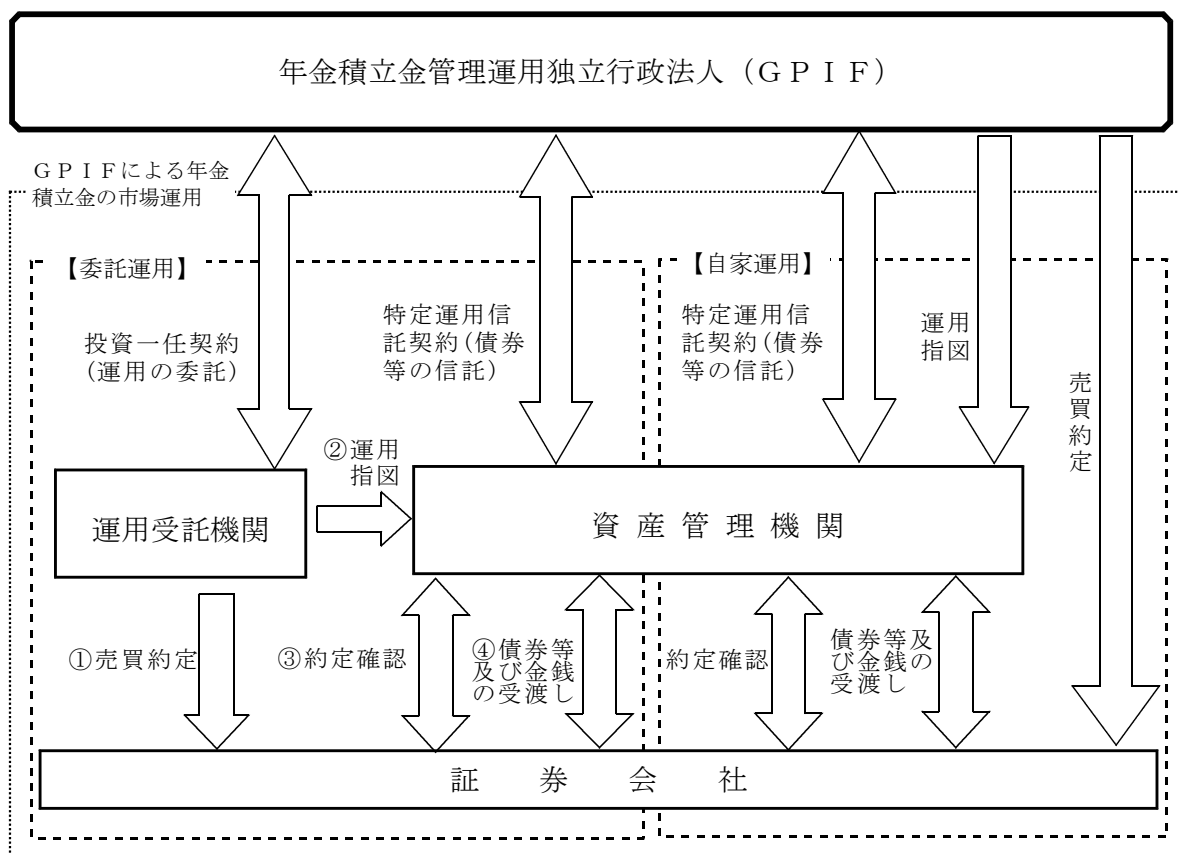 年金積立金管理運用独立行政法人（ＧＰＩＦ）
ＧＰＩＦによる年金
積立金の市場運用
【委託運用】
【自家運用】
投資一任契約
(運用の委託)
特定運用信
託契約(債券
等の信託)
特定運用信
託契約(債券
等の信託)
運用
指図
売買約定
②運用
指図
運用受託機関
資産管理機関
①売買約定
③約定確認
④債券等
及び金銭
の受渡し
約定確認
債券等及
び金銭の
受渡し
証券会社